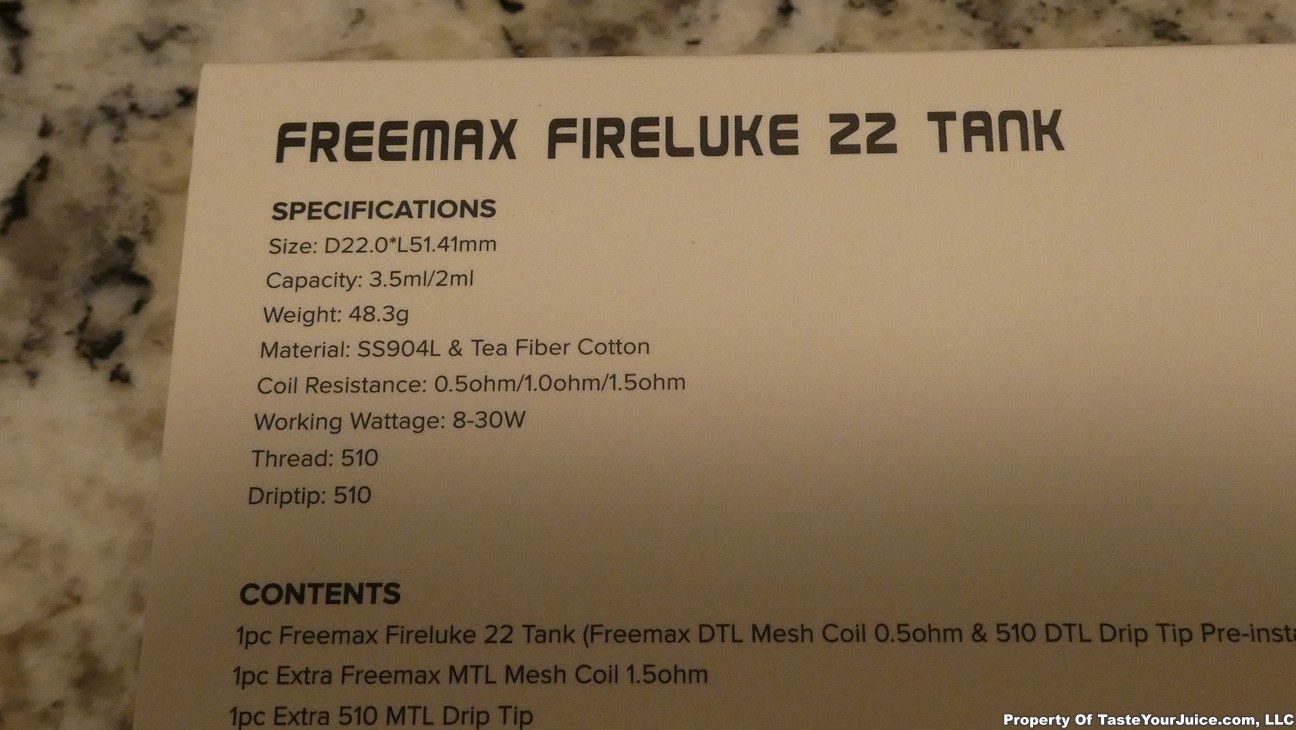 FREEMAX FIRELUKE 22 TANK
SPECIFICATIONS
Size: D22.0*L51.41mm
Capacity: 3.5ml/2ml
Weight: 48.3g
Material: SS904L & Tea Fiber Cotton
Coil Resistance: 0.5ohm/1.0ohm/1.5ohm
Working Wattage: 8-30W
Thread: 510
Driptip: 510
CONTENTS
1pc Freemax Fireluke 22 Tank (Freemax DTL Mesh Coil 0.5ohm & 510 DTL Drip Tip
1pc Extra Freemax MTL Mesh Coil 1.5ohm
1pc Extra 510 MTL Drip Tip
Property Of TasteYourJuice.com, LLC